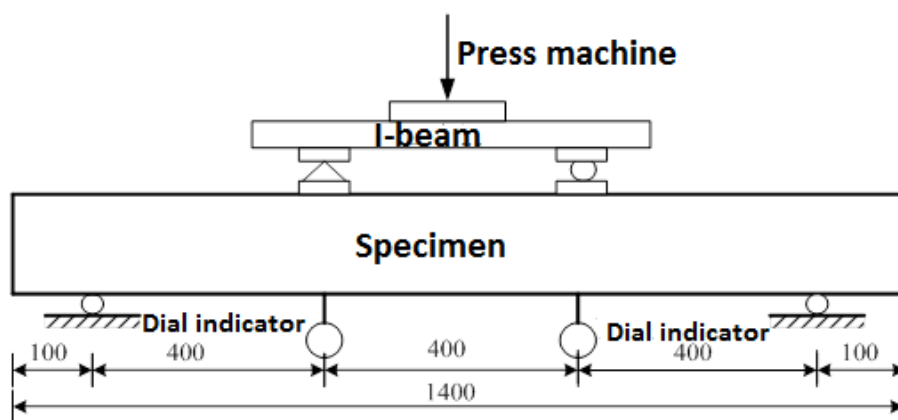 Press machine
I-beam
Specimen
Dial indicator
Dial indicator
100
400
400
400
100
1400